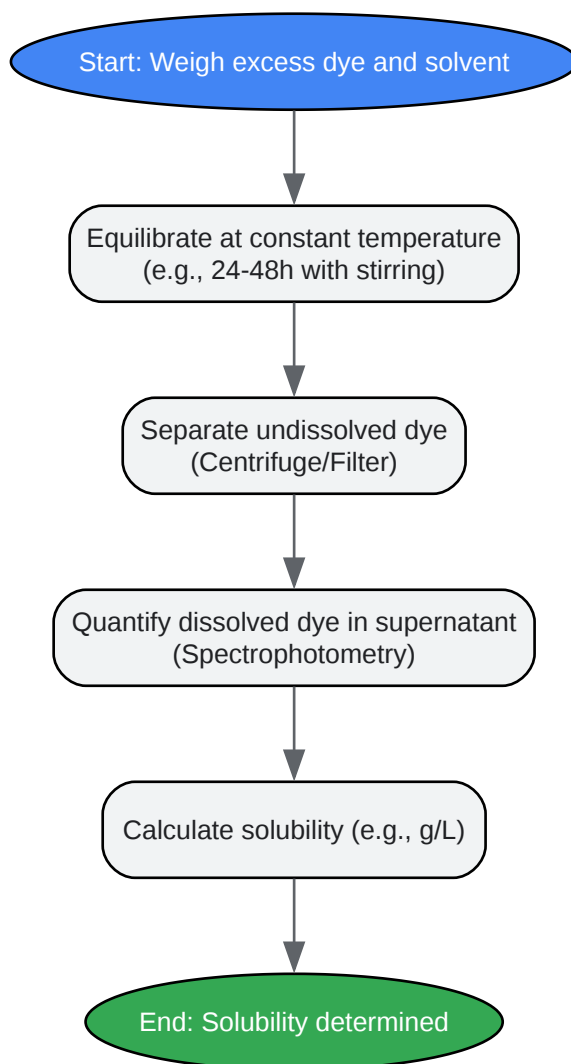 Start: Weigh excess dye and solvent
Equilibrate at constant temperature
(e.g., 24-48h with stirring)
Separate undissolved dye
(Centrifuge/Filter)
Quantify dissolved dye in supernatant
(Spectrophotometry)
Calculate solubility (e.g., g/L)
End: Solubility determined